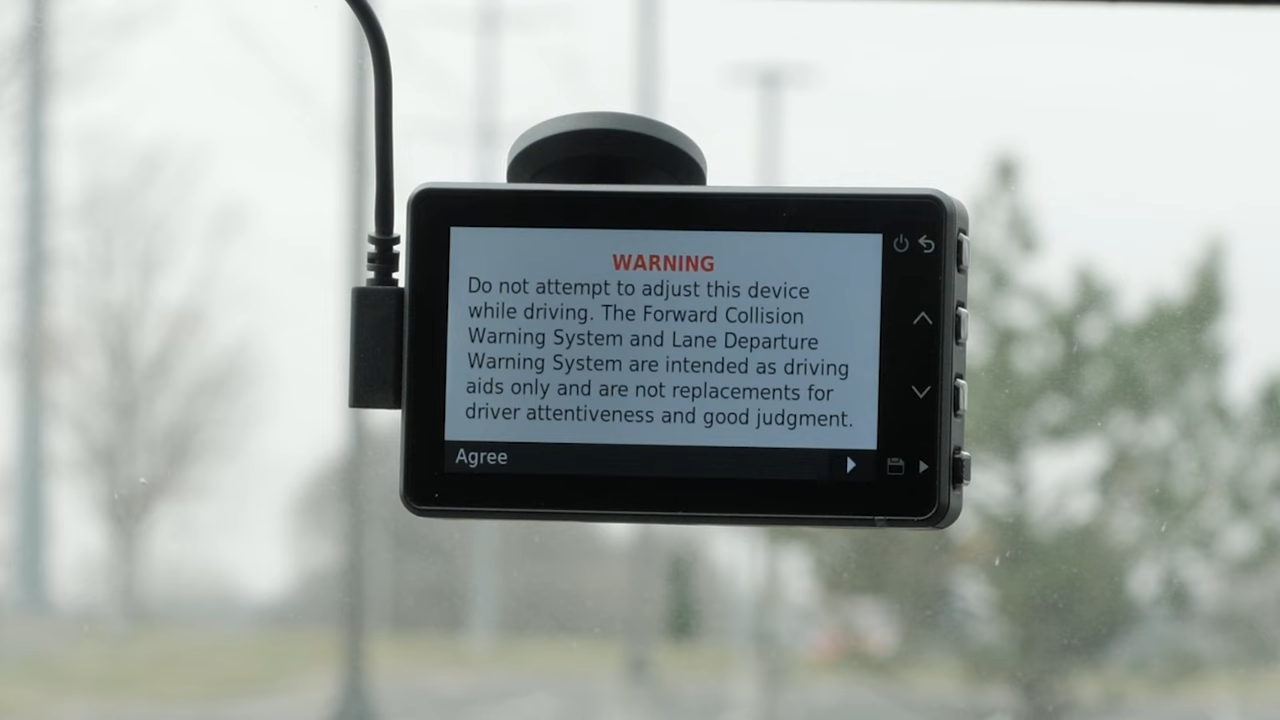 WARNING
Do not attempt to adjust this device
while driving. The Forward Collision
Warning System and Lane Departure
Warning System are intended as driving
aids only and are not replacements for
driver attentiveness and good judgment.
Agree